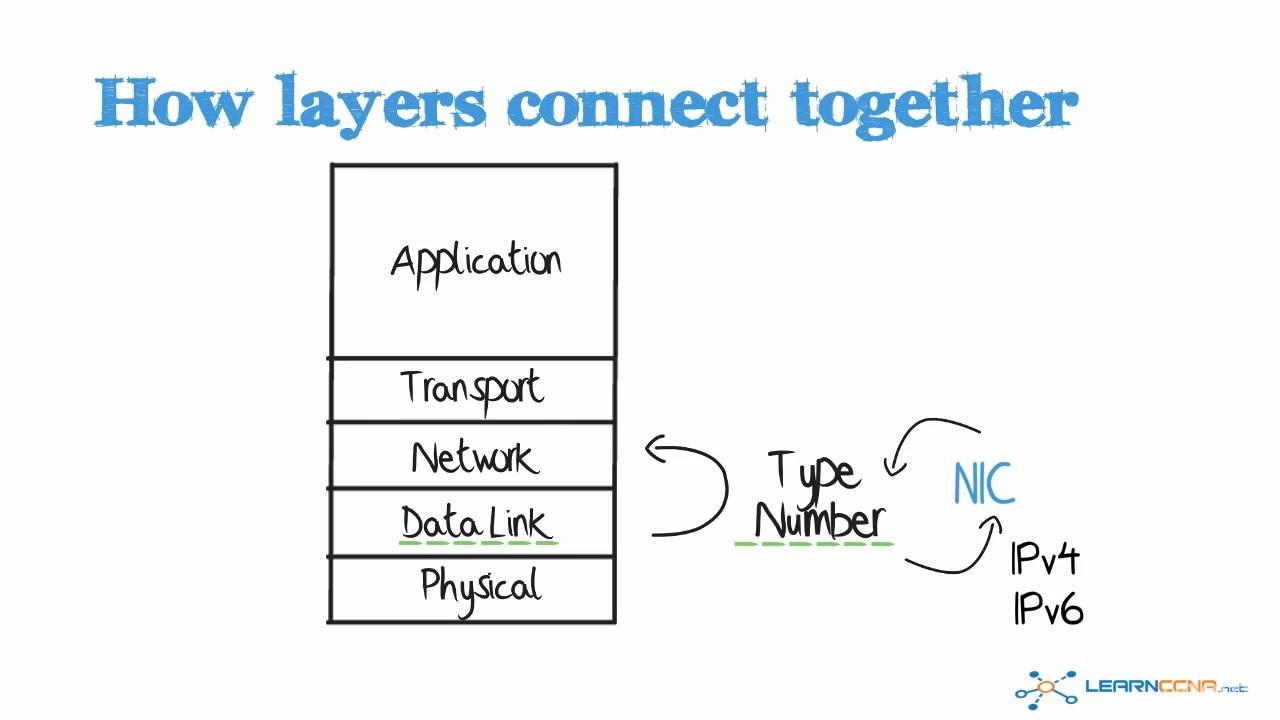 How layers connect together
Application
Transport
Network
Data Link
Physical
Type
Number
NIC
IPv4
IPv6
LEARNCCNA.net